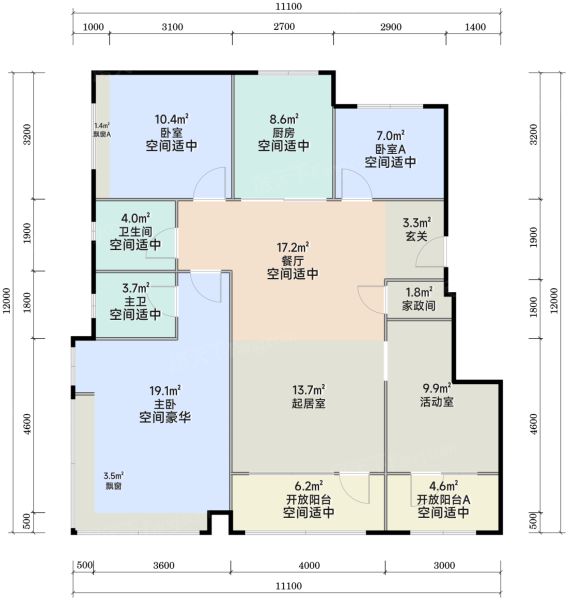 11100
1000
3100
2700
2900
1400
12000
3200
1900
1800
4600
500
1.4㎡
飘窗A
10.4㎡
卧室
空间适中
8.6㎡
厨房
空间适中
7.0㎡
卧室A
空间适中
4.0㎡
卫生间
空间适中
17.2㎡
餐厅
空间适中
3.3㎡
玄关
3.7㎡
主卫
空间适中
1.8㎡
家政间
19.1㎡
主卧
空间豪华
13.7㎡
起居室
9.9㎡
活动室
3.5㎡
飘窗
6.2㎡
开放阳台
空间适中
4.6㎡
开放阳台A
空间适中
3200
1900
1800
4600
500
12000
500
3600
4000
3000
11100